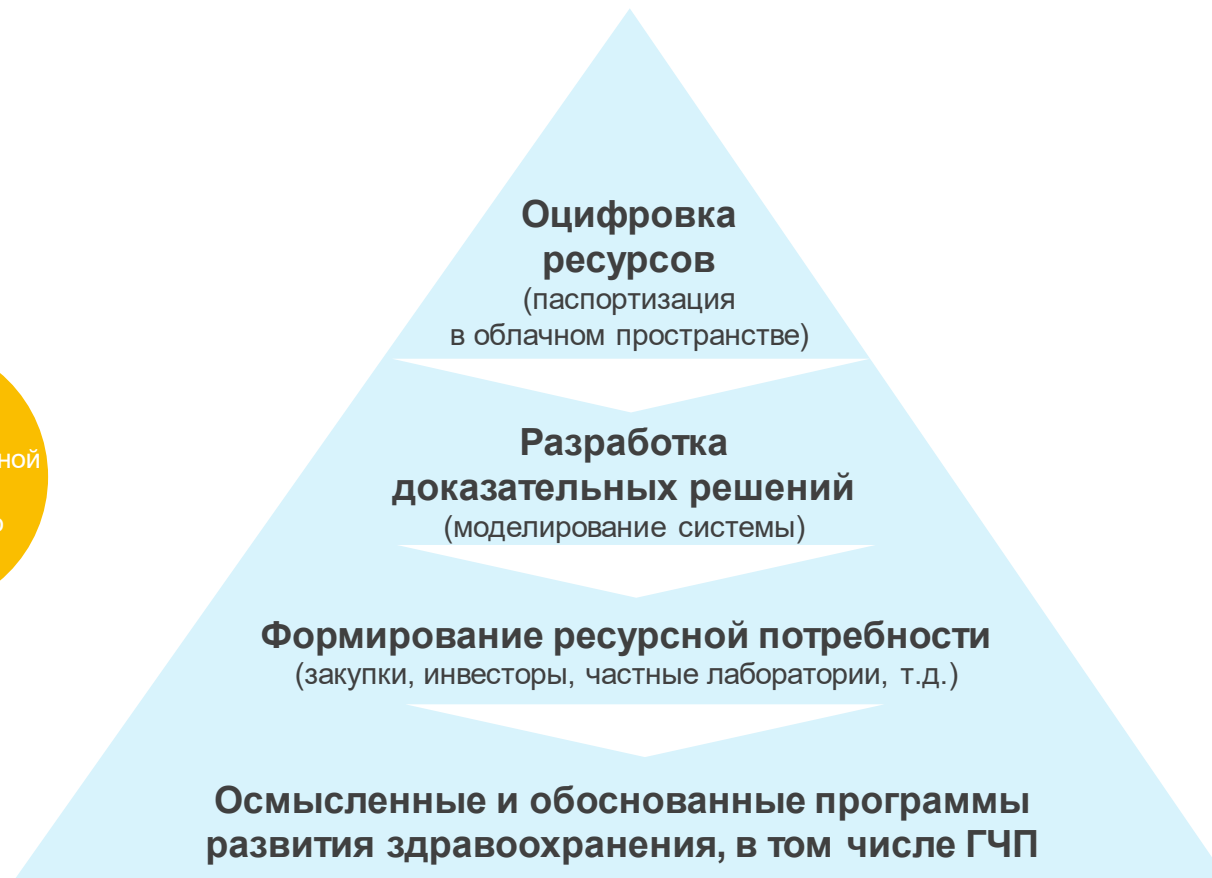 Оцифровка
ресурсов
(паспортизация
в облачном пространстве)
Разработка
доказательных решений
(моделирование системы)
Формирование ресурсной потребности
(закупки, инвесторы, частные лаборатории, т.д.)
Осмысленные и обоснованные программы
развития здравоохранения, в том числе ГЧП